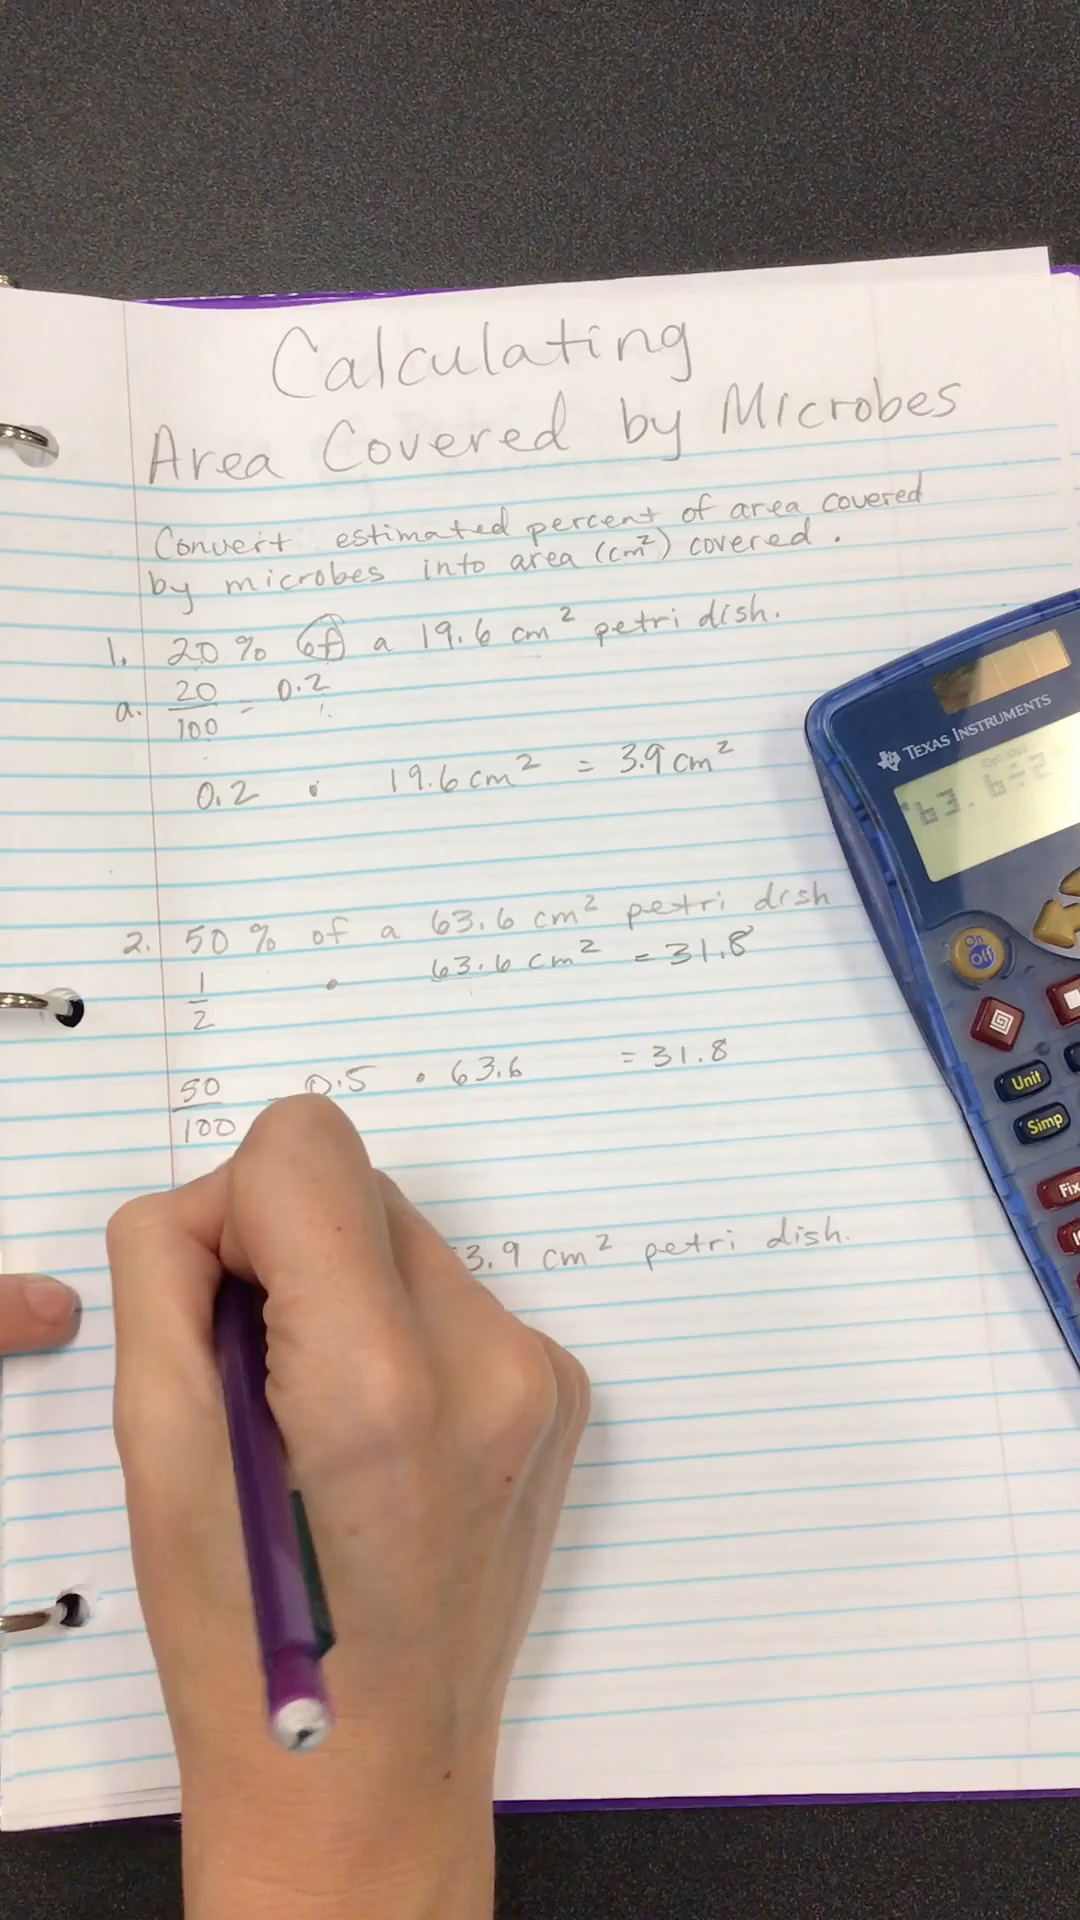 Calculating
Area Covered by Microbes
Convert estimated percent of area covered
by microbes into area (cm²) covered.
1. 20% of a 19.6 cm² petri dish.
a. 20/100 = 0.2
0.2 · 19.6 cm² = 3.9 cm²
2. 50% of a 63.6 cm² petri dish
1/2 · 63.6 cm² = 31.8
50/100 = 0.5 · 63.6 = 31.8
3.9 cm² petri dish.
TEXAS INSTRUMENTS
63.6÷2
On
Off
Unit
Simp
Fix